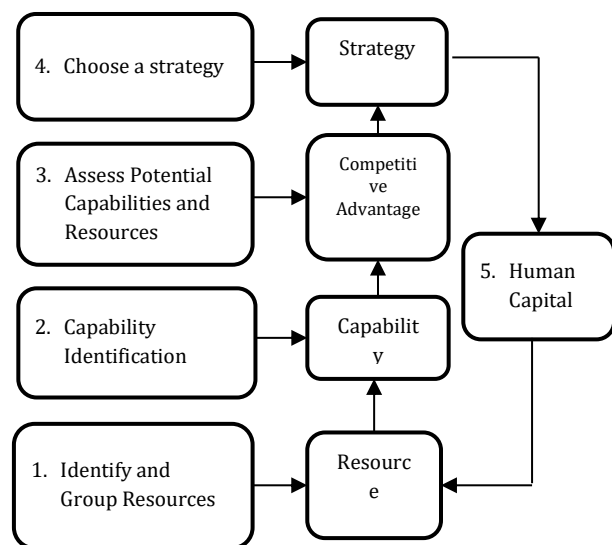 4. Choose a strategy
Strategy
3. Assess Potential
Capabilities and
Resources
Competiti
ve
Advantage
5. Human
Capital
2. Capability
Identification
Capabilit
y
1. Identify and
Group Resources
Resourc
e